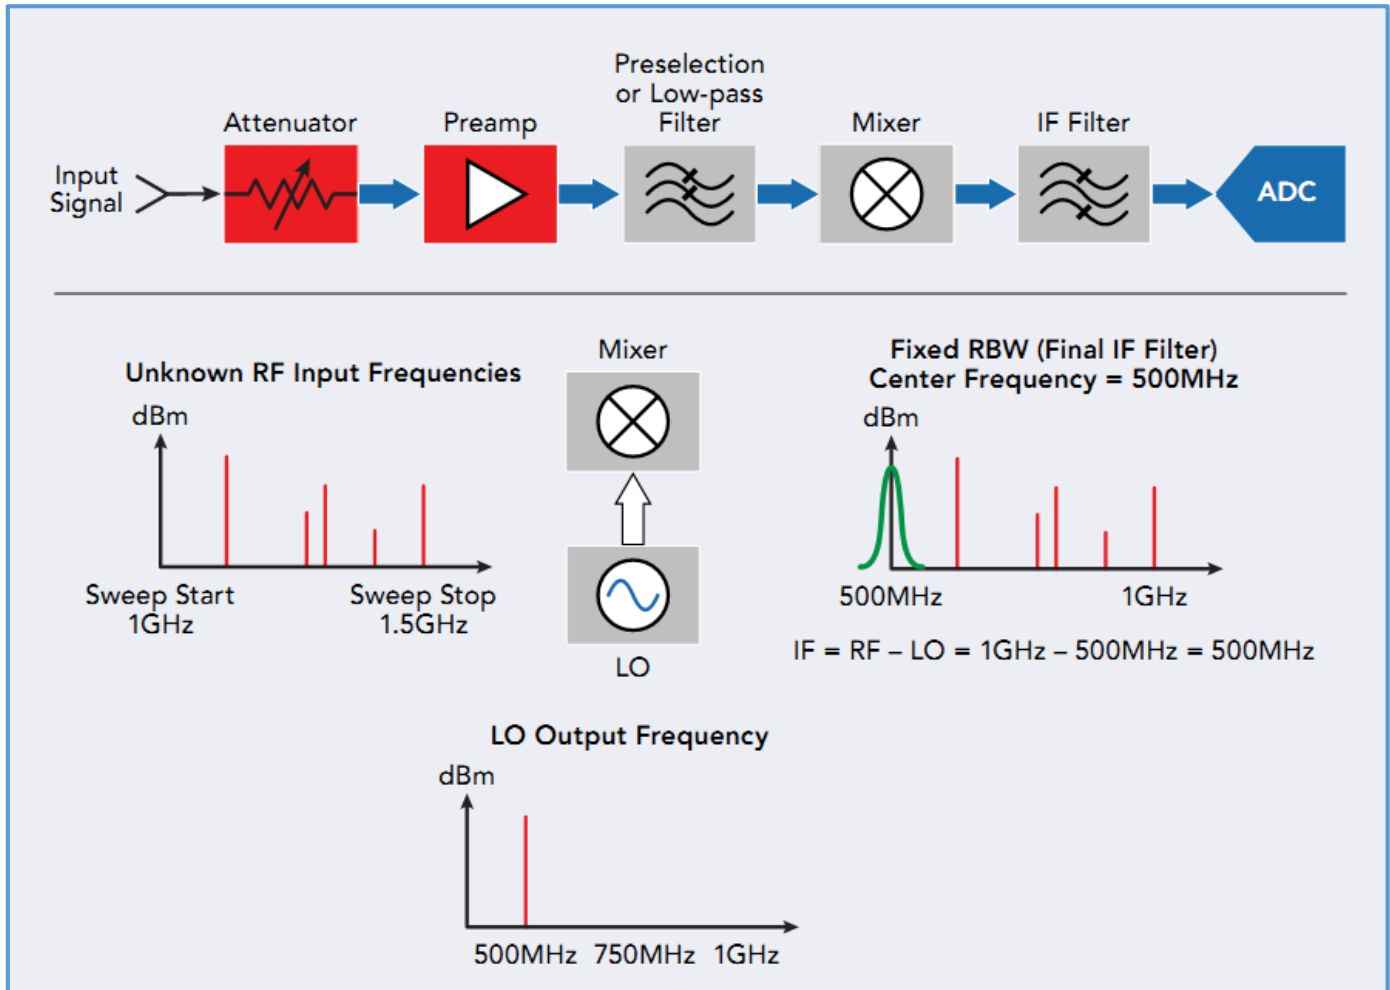 Preselection
or Low-pass
Filter
Attenuator
Preamp
Mixer
IF Filter
Input
Signal
ADC
Unknown RF Input Frequencies
dBm
Sweep Start
1GHz
Sweep Stop
1.5GHz
Mixer
LO
Fixed RBW (Final IF Filter)
Center Frequency = 500MHz
dBm
500MHz
1GHz
IF = RF – LO = 1GHz – 500MHz = 500MHz
LO Output Frequency
dBm
500MHz 750MHz 1GHz